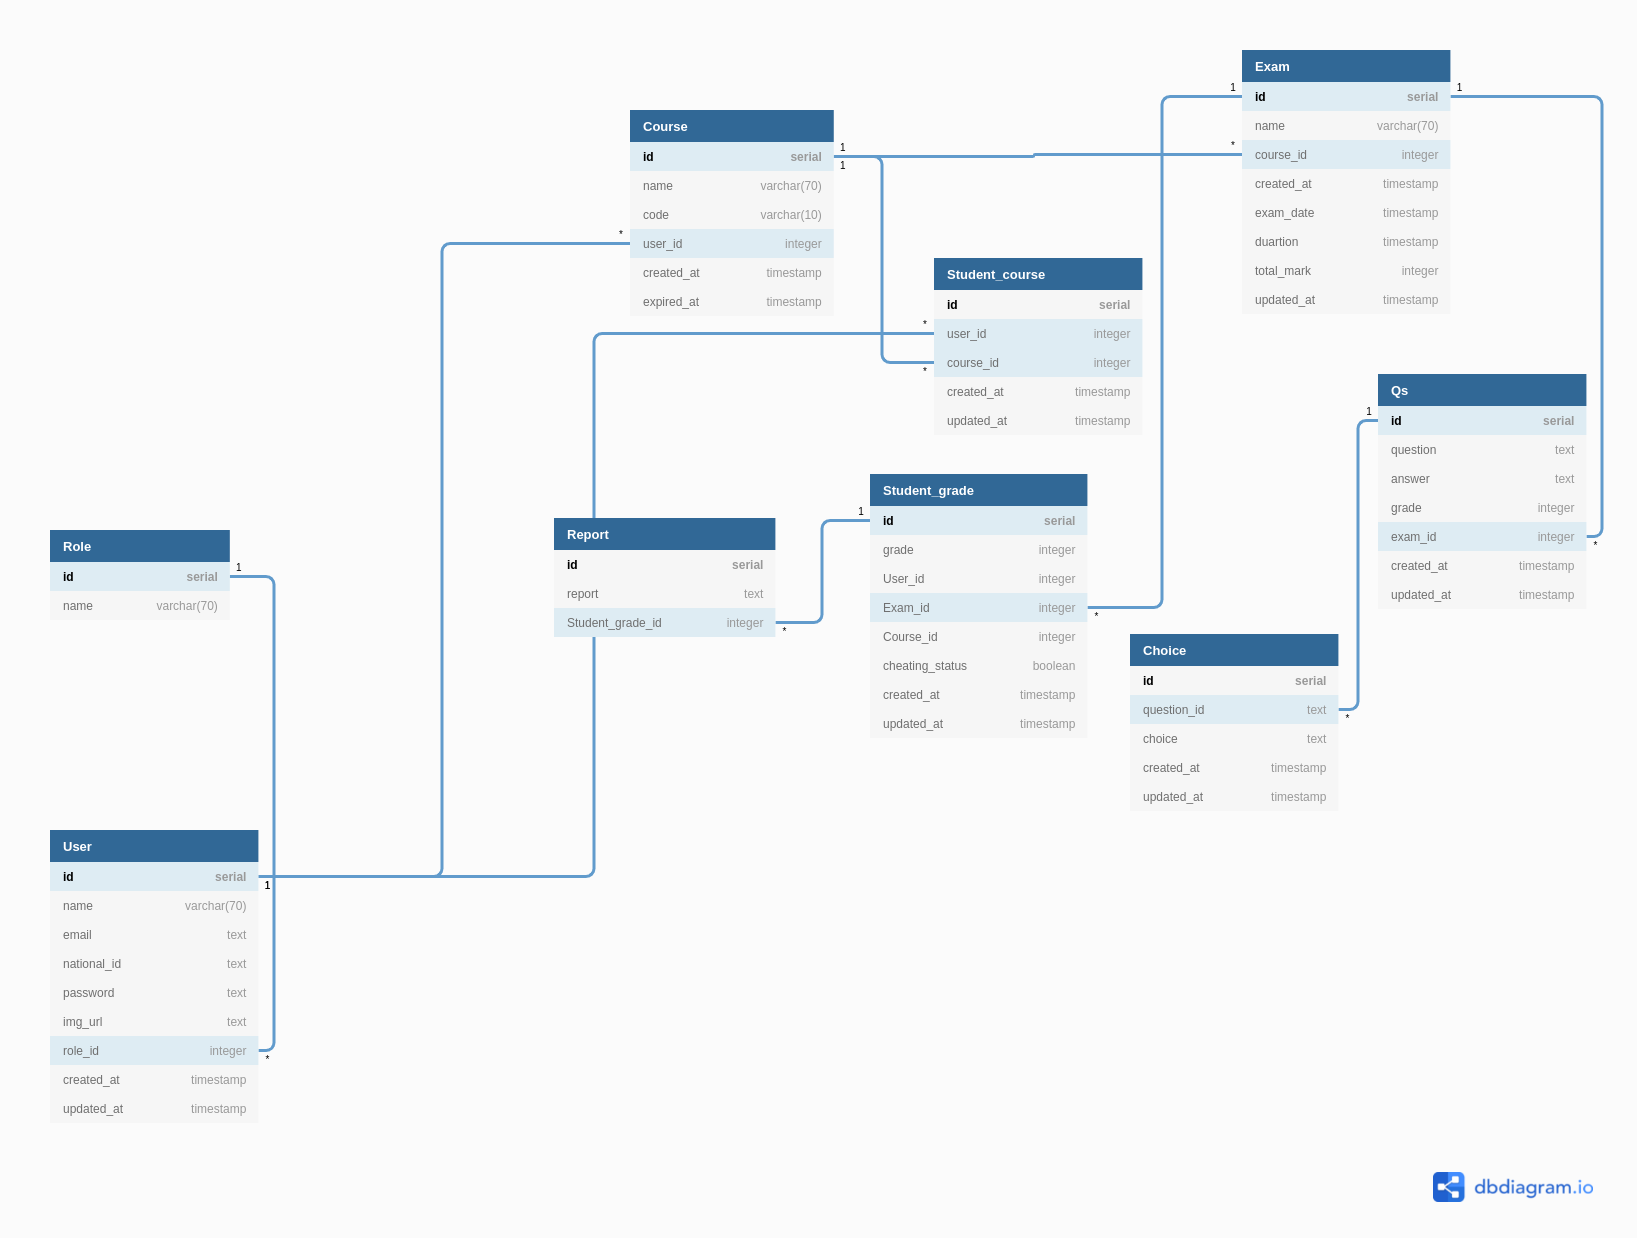 Exam
id serial
name varchar(70)
course_id integer
created_at timestamp
exam_date timestamp
duartion timestamp
total_mark integer
updated_at timestamp
1
1
*
Course
id serial
name varchar(70)
code varchar(10)
user_id integer
created_at timestamp
expired_at timestamp
1
1
*
Student_course
id serial
user_id integer
course_id integer
created_at timestamp
updated_at timestamp
*
*
Qs
id serial
question text
answer text
grade integer
exam_id integer
created_at timestamp
updated_at timestamp
1
*
Student_grade
id serial
grade integer
User_id integer
Exam_id integer
Course_id integer
cheating_status boolean
created_at timestamp
updated_at timestamp
1
*
Report
id serial
report text
Student_grade_id integer
*
Role
id serial
name varchar(70)
1
Choice
id serial
question_id text
choice text
created_at timestamp
updated_at timestamp
*
User
id serial
name varchar(70)
email text
national_id text
password text
img_url text
role_id integer
created_at timestamp
updated_at timestamp
1
*
dbdiagram.io